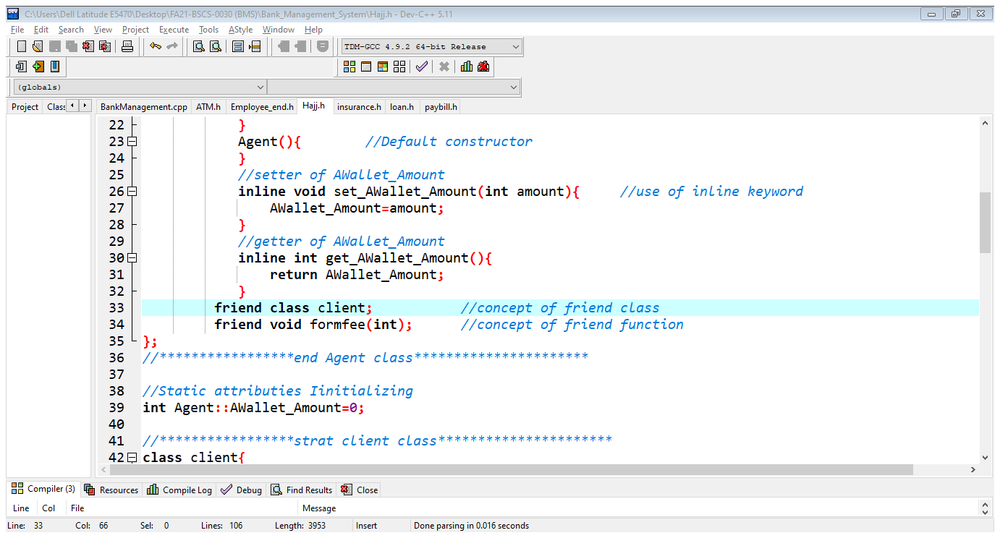 C:\Users\Dell Latitude E5470\Desktop\FA21-BSCS-0030 (BMS)\Bank_Management_System\Hajj.h - Dev-C++ 5.11
File Edit Search View Project Execute Tools AStyle Window Help
TDM-GCC 4.9.2 64-bit Release
(globals)
Project Class BankManagement.cpp ATM.h Employee_end.h Hajj.h insurance.h loan.h paybill.h
22 }
23 Agent(){ //Default constructor
24 }
25 //setter of AWallet_Amount
26 inline void set_AWallet_Amount(int amount){ //use of inline keyword
27 AWallet_Amount=amount;
28 }
29 //getter of AWallet_Amount
30 inline int get_AWallet_Amount(){
31 return AWallet_Amount;
32 }
33 friend class client; //concept of friend class
34 friend void formfee(int); //concept of friend function
35 };
36 //*****************end Agent class**********************
37
38 //Static attributies Iinitializing
39 int Agent::AWallet_Amount=0;
40
41 //*****************strat client class**********************
42 class client{
Compiler (3) Resources Compile Log Debug Find Results Close
Line Col File Message
Line: 33 Col: 66 Sel: 0 Lines: 106 Length: 3953 Insert Done parsing in 0.016 seconds